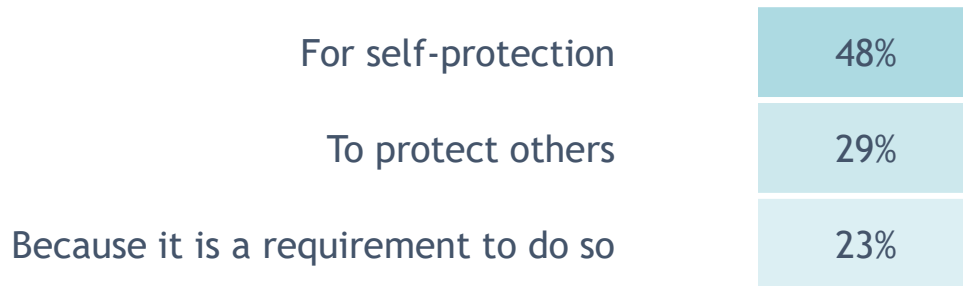 For self-protection 48%
To protect others 29%
Because it is a requirement to do so 23%